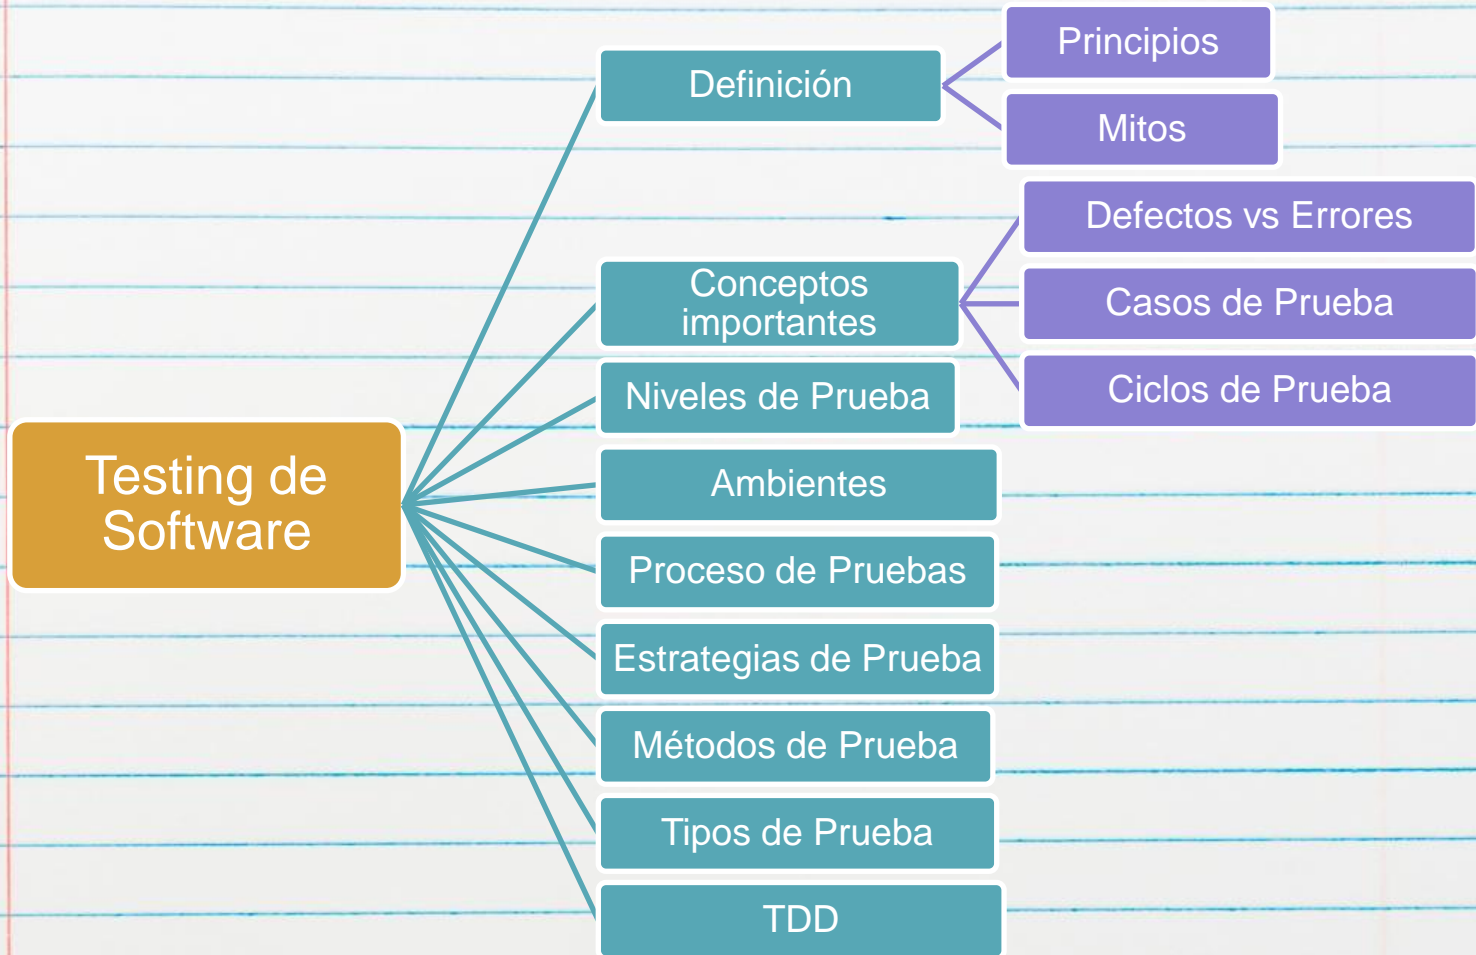 Testing de
Software
Definición
Principios
Mitos
Conceptos
importantes
Defectos vs Errores
Casos de Prueba
Ciclos de Prueba
Niveles de Prueba
Ambientes
Proceso de Pruebas
Estrategias de Prueba
Métodos de Prueba
Tipos de Prueba
TDD